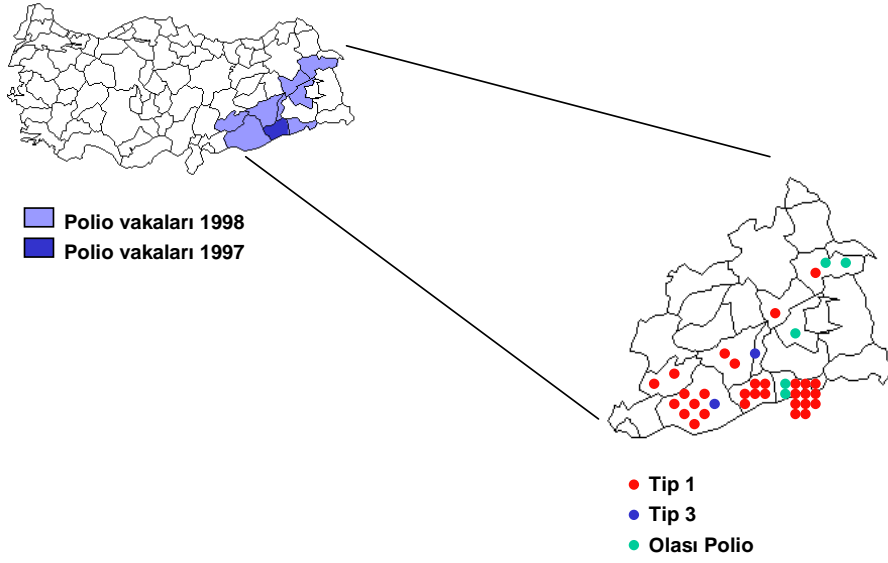 Polio vakaları 1998
Polio vakaları 1997
Tip 1
Tip 3
Olası Polio